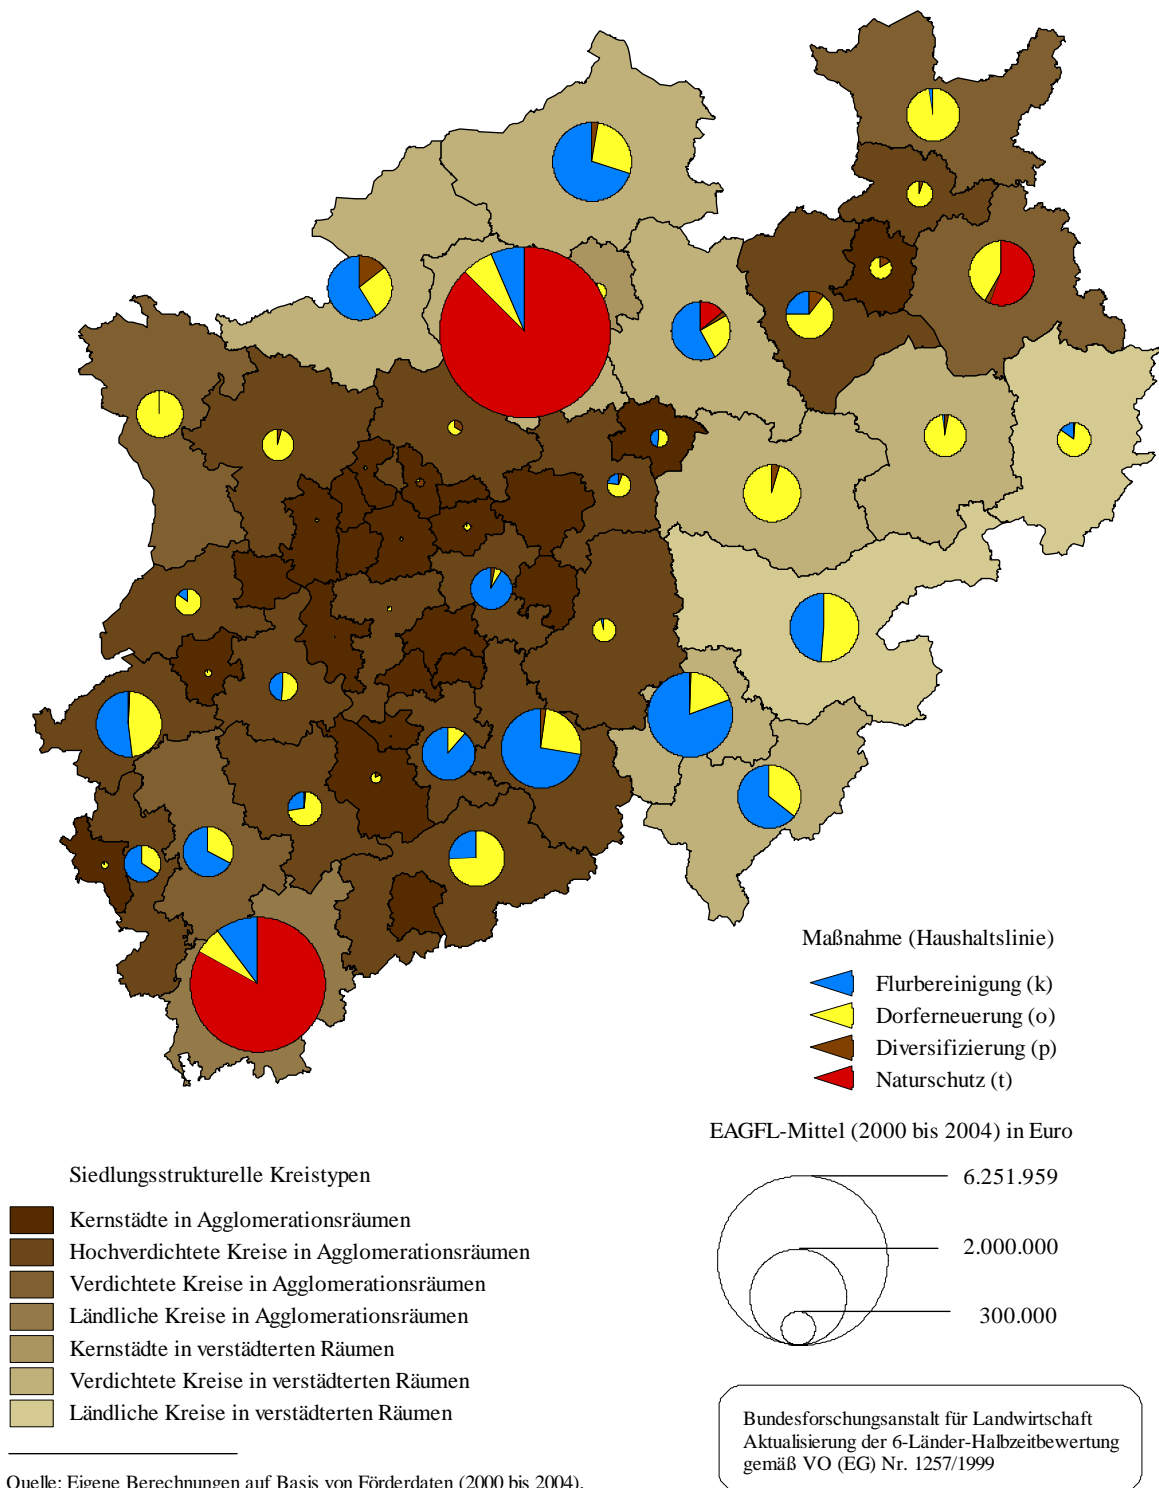 Maßnahme (Haushaltslinie)
Flurbereinigung (k)
Dorferneuerung (o)
Diversifizierung (p)
Naturschutz (t)
EAGFL-Mittel (2000 bis 2004) in Euro
6.251.959
2.000.000
300.000
Siedlungsstrukturelle Kreistypen
Kernstädte in Agglomerationsräumen
Hochverdichtete Kreise in Agglomerationsräumen
Verdichtete Kreise in Agglomerationsräumen
Ländliche Kreise in Agglomerationsräumen
Kernstädte in verstädterten Räumen
Verdichtete Kreise in verstädterten Räumen
Ländliche Kreise in verstädterten Räumen
Bundesforschungsanstalt für Landwirtschaft
Aktualisierung der 6-Länder-Halbzeitbewertung
gemäß VO (EG) Nr. 1257/1999
Quelle: Eigene Berechnungen auf Basis von Förderdaten (2000 bis 2004).